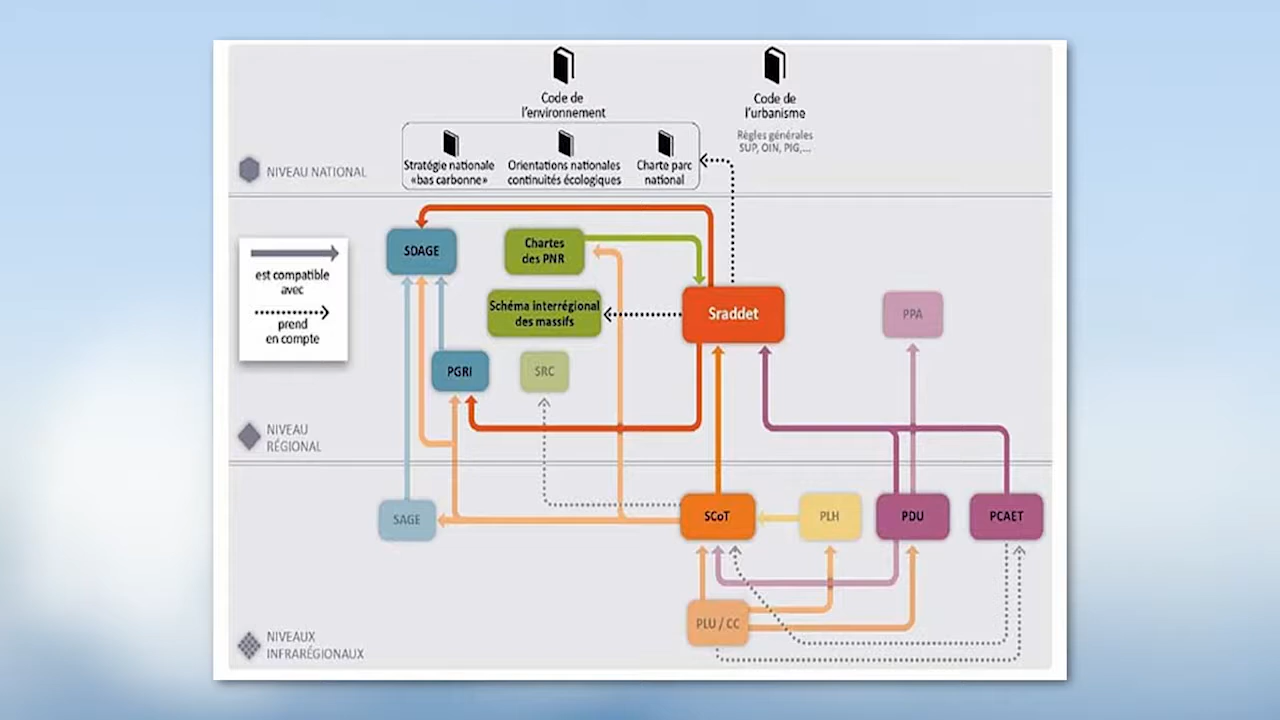 Code de
l'environnement
Code de
l'urbanisme
Règles générales
SUP, OIN, PIG,...
Stratégie nationale
«bas carbonne»
Orientations nationales
continuités écologiques
Charte parc
national
NIVEAU NATIONAL
est compatible
avec
prend
en compte
SDAGE
Chartes
des PNR
Schéma interrégional
des massifs
Sraddet
PPA
PGRI
SRC
NIVEAU
RÉGIONAL
SAGE
SCoT
PLH
PDU
PCAET
PLU / CC
NIVEAUX
INFRARÉGIONAUX